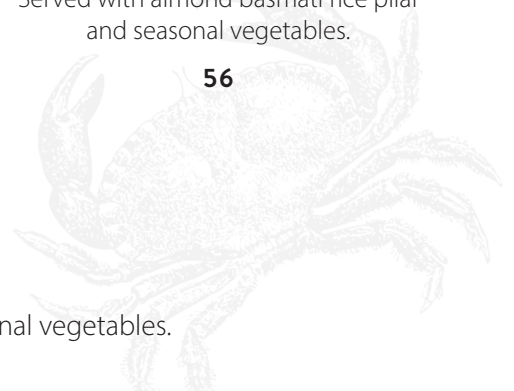 Served with almond basmati rice pilaf
and seasonal vegetables.
56
nal vegetables.